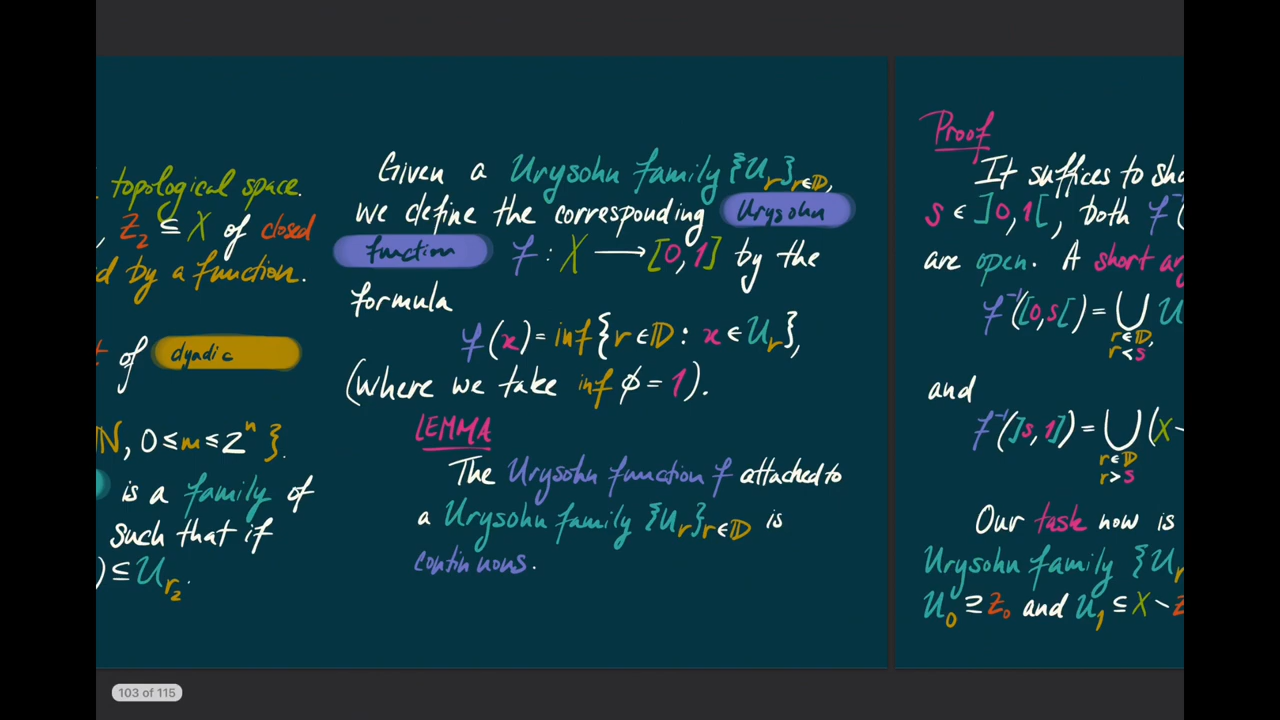 topological space.
, Z₂ ⊆ X of closed
d by a function.
of dyadic
ℕ, 0 ≤ m ≤ 2ⁿ }.
is a family of
such that if
) ⊆ U_{r₂}.
Given a Urysohn family {U_r}_{r∈𝔻},
we define the corresponding Urysohn
function f : X ⟶ [0,1] by the
formula
f(x) = inf{r ∈ 𝔻 : x ∈ U_r},
(where we take inf ϕ = 1).
LEMMA
The Urysohn function f attached to
a Urysohn family {U_r}_{r∈𝔻} is
continuous.
Proof
It suffices to sho
s ∈ ]0,1[, both f⁻¹(
are open. A short ar
f⁻¹([0,s[) = ⋃_{r∈𝔻, r<s} U
and
f⁻¹(]s,1]) = ⋃_{r∈𝔻 r>s} (X -
Our task now is
Urysohn family {U_r
U₀ ⊇ Z₀ and U₁ ⊆ X ∖ Z
103 of 115